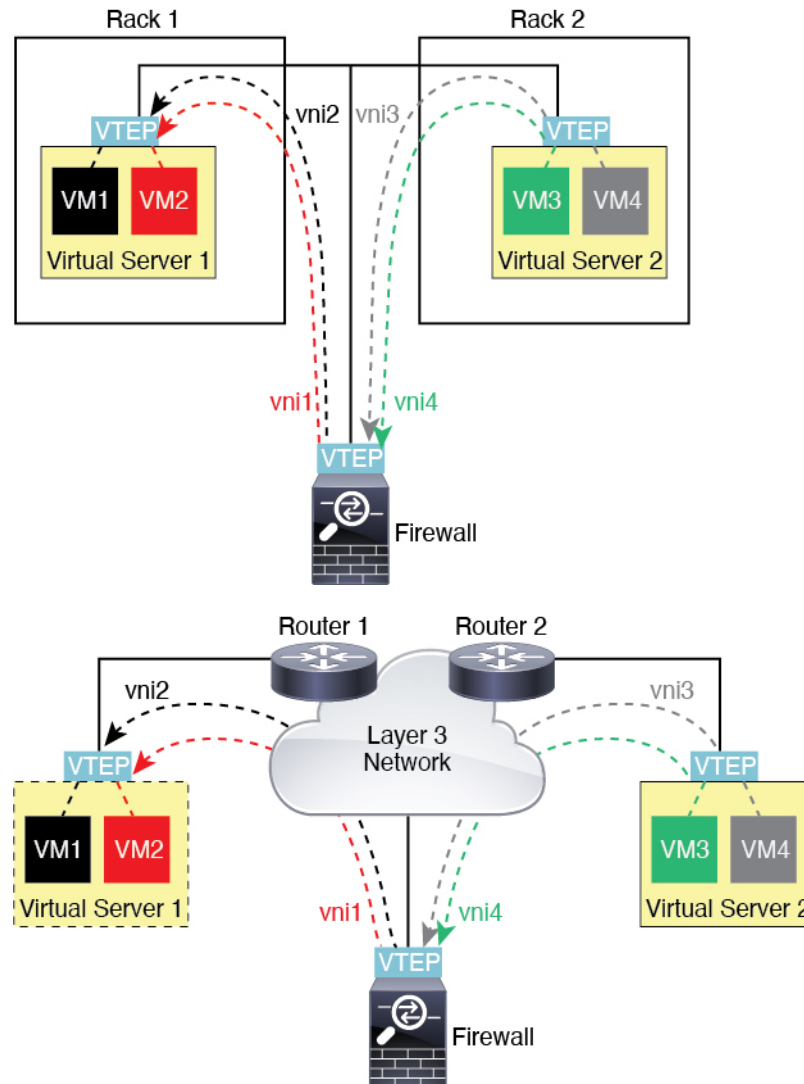 Rack 1
Rack 2
vni2
vni3
VTEP
VTEP
VM1
VM2
VM3
VM4
Virtual Server 1
Virtual Server 2
vni1
vni4
VTEP
Firewall
Router 1
Router 2
vni2
vni3
Layer 3
Network
VTEP
VTEP
VM1
VM2
VM3
VM4
Virtual Server 1
Virtual Server 2
vni1
vni4
VTEP
Firewall